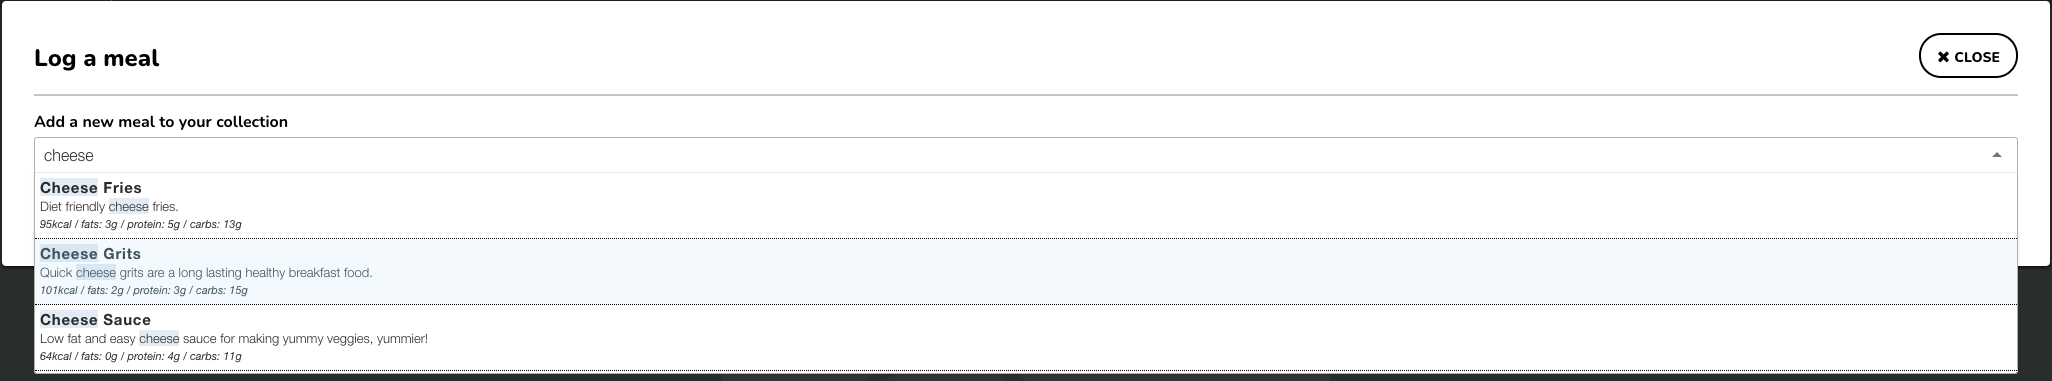 Log a meal
✖ CLOSE
Add a new meal to your collection
cheese
Cheese Fries
Diet friendly cheese fries.
95kcal / fats: 3g / protein: 5g / carbs: 13g
Cheese Grits
Quick cheese grits are a long lasting healthy breakfast food.
101kcal / fats: 2g / protein: 3g / carbs: 15g
Cheese Sauce
Low fat and easy cheese sauce for making yummy veggies, yummier!
64kcal / fats: 0g / protein: 4g / carbs: 11g